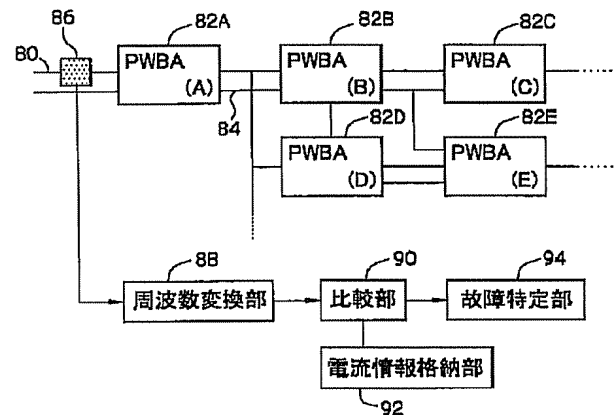 86
82A
82B
82C
80
PWBA
(A)
PWBA
(B)
PWBA
(C)
84
82D
82E
PWBA
(D)
PWBA
(E)
88
90
94
周波数変換部
比較部
故障特定部
電流情報格納部
92